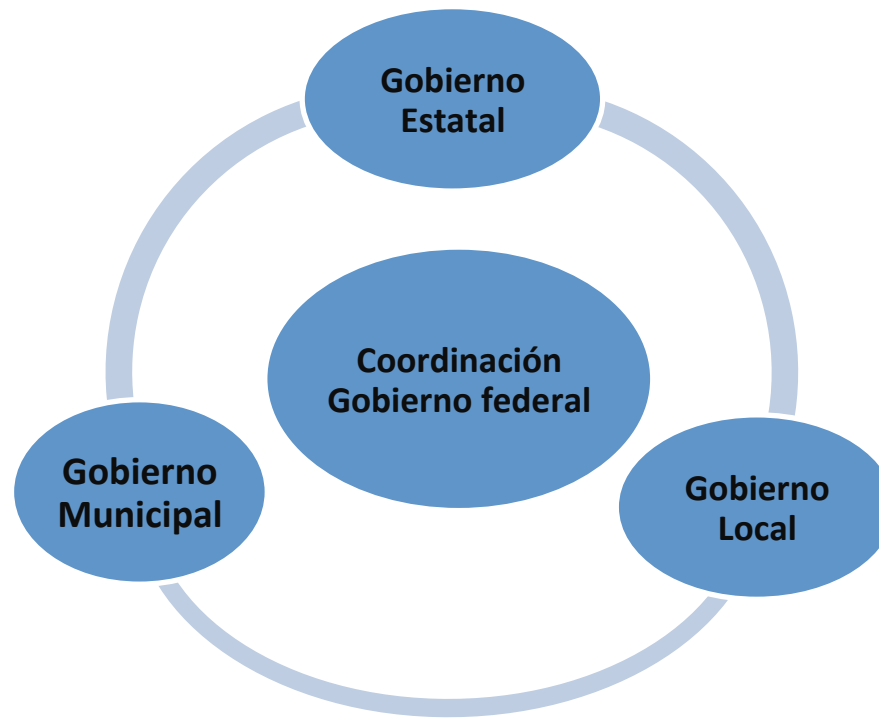 Gobierno
Estatal
Coordinación
Gobierno federal
Gobierno
Municipal
Gobierno
Local